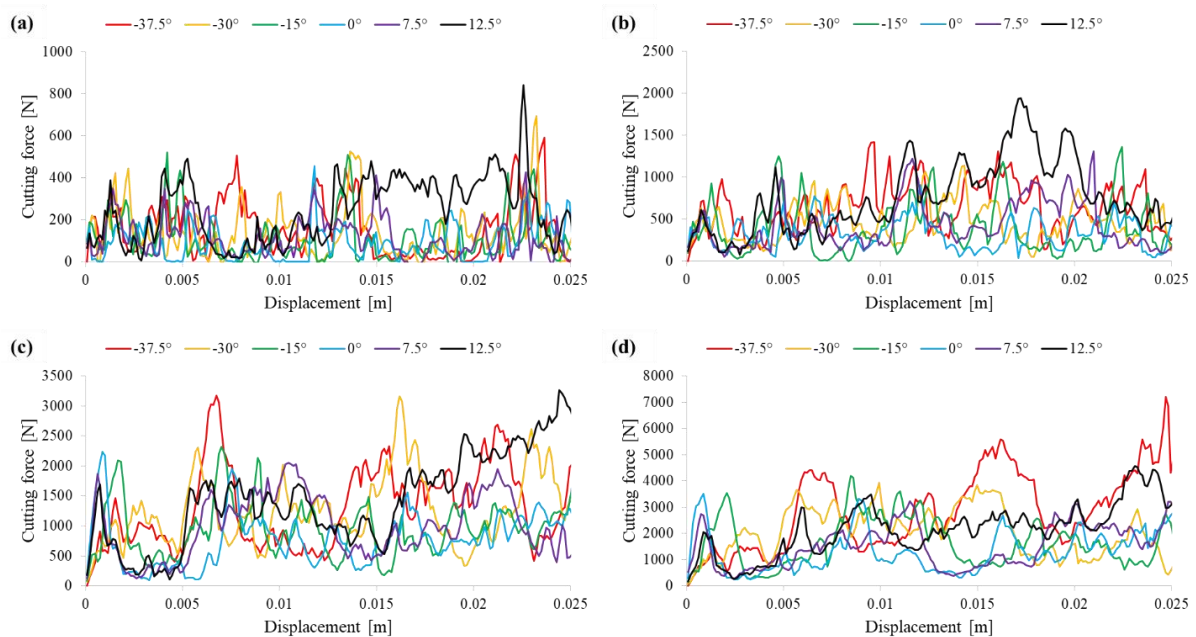 (a)
-37.5° -30° -15° 0° 7.5° 12.5°
1000
800
600
400
200
0
Cutting force [N]
0 0.005 0.01 0.015 0.02 0.025
Displacement [m]
(b)
-37.5° -30° -15° 0° 7.5° 12.5°
2500
2000
1500
1000
500
0
Cutting force [N]
0 0.005 0.01 0.015 0.02 0.025
Displacement [m]
(c)
-37.5° -30° -15° 0° 7.5° 12.5°
3500
3000
2500
2000
1500
1000
500
0
Cutting force [N]
0 0.005 0.01 0.015 0.02 0.025
Displacement [m]
(d)
-37.5° -30° -15° 0° 7.5° 12.5°
8000
7000
6000
5000
4000
3000
2000
1000
0
Cutting force [N]
0 0.005 0.01 0.015 0.02 0.025
Displacement [m]